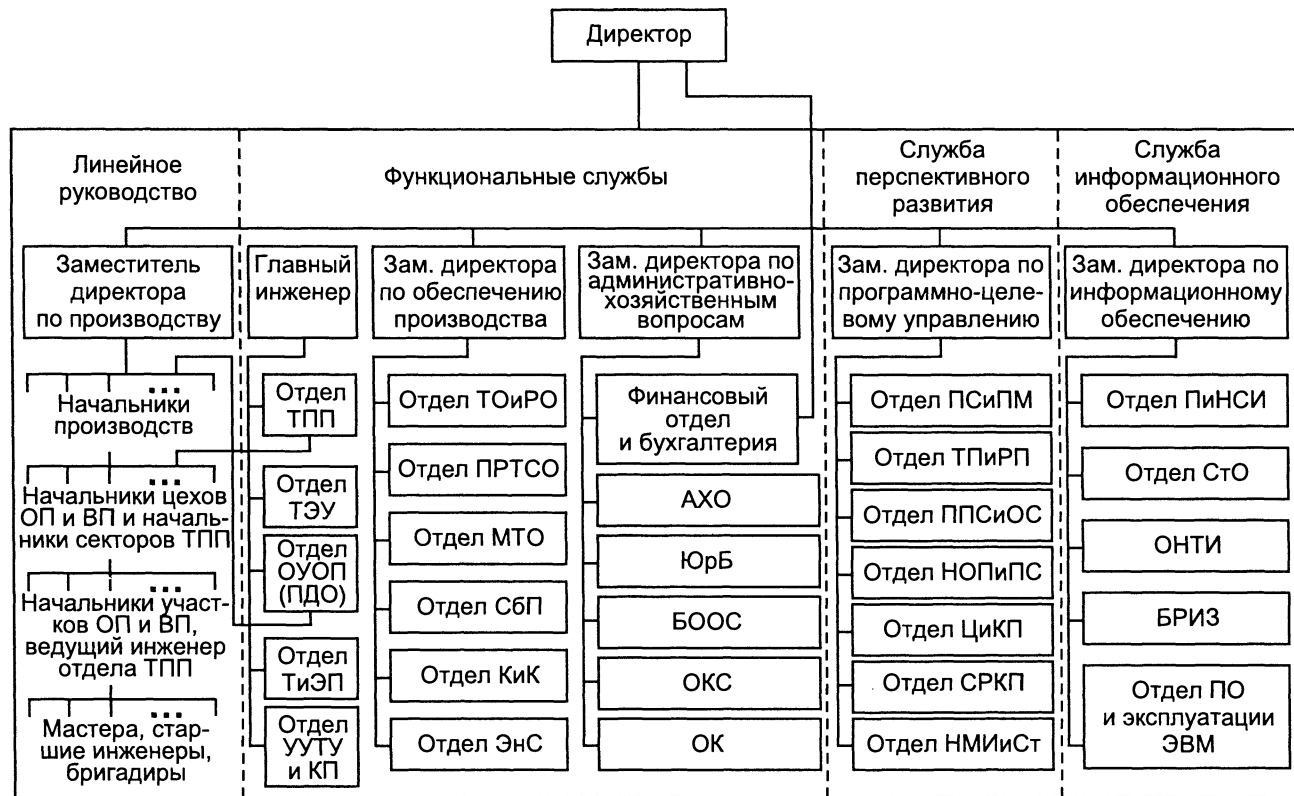 Директор
Линейное
руководство
Функциональные службы
Служба
перспективного
развития
Служба
информационного
обеспечения
Заместитель
директора
по производству
Главный
инженер
Зам. директора
по обеспечению
производства
Зам. директора по
административно-
хозяйственным
вопросам
Зам. директора по
программно-целе-
вому управлению
Зам. директора по
информационному
обеспечению
...
Начальники
производств
...
Начальники цехов
ОП и ВП и началь-
ники секторов ТПП
...
Начальники участ-
ков ОП и ВП,
ведущий инженер
отдела ТПП
...
Мастера, стар-
шие инженеры,
бригадиры
Отдел
ТПП
Отдел
ТЭУ
Отдел
ОУОП
(ПДО)
Отдел
ТиЭП
Отдел
УУТУ
и КП
Отдел ТОиРО
Отдел ПРТСО
Отдел МТО
Отдел СбП
Отдел КиК
Отдел ЭнС
Финансовый
отдел
и бухгалтерия
АХО
ЮрБ
БООС
ОКС
ОК
Отдел ПСиПМ
Отдел ТПиРП
Отдел ППСиОС
Отдел НОПиПС
Отдел ЦиКП
Отдел СРКП
Отдел НМИиСт
Отдел ПиНСИ
Отдел СтО
ОНТИ
БРИЗ
Отдел ПО
и эксплуатации
ЭВМ